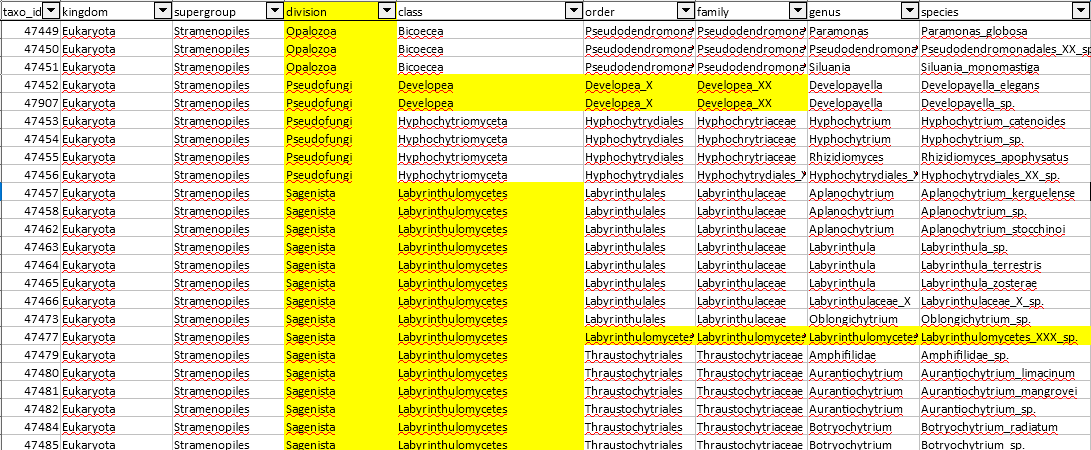 taxo_id kingdom supergroup division class order family genus species
47449 Eukaryota Stramenopiles Opalozoa Bicoecea Pseudodendromona Pseudodendromona Paramonas Paramonas_globosa
47450 Eukaryota Stramenopiles Opalozoa Bicoecea Pseudodendromona Pseudodendromona Pseudodendromona Pseudodendromonadales_XX_sp
47451 Eukaryota Stramenopiles Opalozoa Bicoecea Pseudodendromona Pseudodendromona Siluania Siluania_monomastiga
47452 Eukaryota Stramenopiles Pseudofungi Developea Developea_X Developea_XX Developayella Developayella_elegans
47907 Eukaryota Stramenopiles Pseudofungi Developea Developea_X Developea_XX Developayella Developayella_sp.
47453 Eukaryota Stramenopiles Pseudofungi Hyphochytriomyceta Hyphochytrydiales Hyphochrytriaceae Hyphochytrium Hyphochytrium_catenoides
47454 Eukaryota Stramenopiles Pseudofungi Hyphochytriomyceta Hyphochytrydiales Hyphochrytriaceae Hyphochytrium Hyphochytrium_sp.
47455 Eukaryota Stramenopiles Pseudofungi Hyphochytriomyceta Hyphochytrydiales Hyphochrytriaceae Rhizidiomyces Rhizidiomyces_apophysatus
47456 Eukaryota Stramenopiles Pseudofungi Hyphochytriomyceta Hyphochytrydiales Hyphochytrydiales_X Hyphochytrydiales_X Hyphochytrydiales_XX_sp.
47457 Eukaryota Stramenopiles Sagenista Labyrinthulomycetes Labyrinthulales Labyrinthulaceae Aplanochytrium Aplanochytrium_kerguelense
47458 Eukaryota Stramenopiles Sagenista Labyrinthulomycetes Labyrinthulales Labyrinthulaceae Aplanochytrium Aplanochytrium_sp.
47462 Eukaryota Stramenopiles Sagenista Labyrinthulomycetes Labyrinthulales Labyrinthulaceae Aplanochytrium Aplanochytrium_stocchinoi
47463 Eukaryota Stramenopiles Sagenista Labyrinthulomycetes Labyrinthulales Labyrinthulaceae Labyrinthula Labyrinthula_sp.
47464 Eukaryota Stramenopiles Sagenista Labyrinthulomycetes Labyrinthulales Labyrinthulaceae Labyrinthula Labyrinthula_terrestris
47465 Eukaryota Stramenopiles Sagenista Labyrinthulomycetes Labyrinthulales Labyrinthulaceae Labyrinthula Labyrinthula_zosterae
47466 Eukaryota Stramenopiles Sagenista Labyrinthulomycetes Labyrinthulales Labyrinthulaceae Labyrinthulaceae_X Labyrinthulaceae_X_sp.
47473 Eukaryota Stramenopiles Sagenista Labyrinthulomycetes Labyrinthulales Labyrinthulaceae Oblongichytrium Oblongichytrium_sp.
47477 Eukaryota Stramenopiles Sagenista Labyrinthulomycetes Labyrinthulomycetes Labyrinthulomycetes Labyrinthulomycetes Labyrinthulomycetes_XXX_sp.
47479 Eukaryota Stramenopiles Sagenista Labyrinthulomycetes Thraustochytriales Thraustochytriaceae Amphifilidae Amphifilidae_sp.
47480 Eukaryota Stramenopiles Sagenista Labyrinthulomycetes Thraustochytriales Thraustochytriaceae Aurantiochytrium Aurantiochytrium_limacinum
47481 Eukaryota Stramenopiles Sagenista Labyrinthulomycetes Thraustochytriales Thraustochytriaceae Aurantiochytrium Aurantiochytrium_mangrovei
47482 Eukaryota Stramenopiles Sagenista Labyrinthulomycetes Thraustochytriales Thraustochytriaceae Aurantiochytrium Aurantiochytrium_sp.
47484 Eukaryota Stramenopiles Sagenista Labyrinthulomycetes Thraustochytriales Thraustochytriaceae Botryochytrium Botryochytrium_radiatum
47485 Eukaryota Stramenopiles Sagenista Labyrinthulomycetes Thraustochytriales Thraustochytriaceae Botryochytrium Botryochytrium_sp.